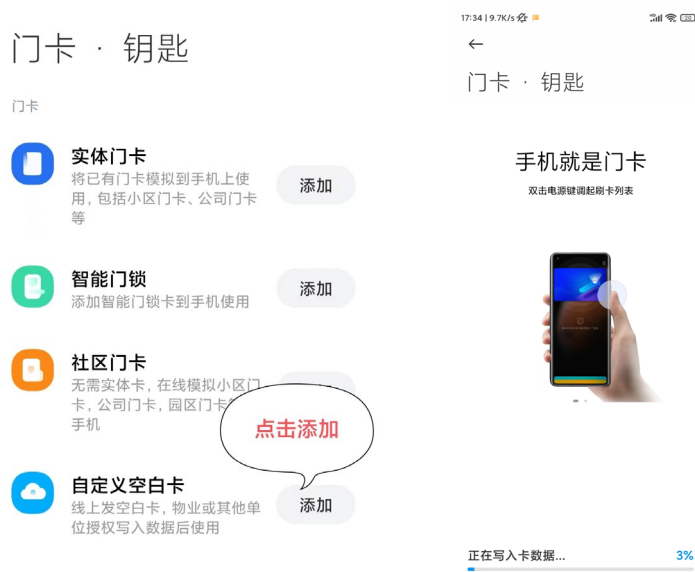 门卡 · 钥匙
门卡
实体门卡
将已有门卡模拟到手机上使
用, 包括小区门卡、公司门卡
等
添加
智能门锁
添加智能门锁卡到手机使用
添加
社区门卡
无需实体卡，在线模拟小区门
卡，公司门卡，园区门卡
手机
点击添加
自定义空白卡
线上发空白卡，物业或其他单
位授权写入数据后使用
添加
17:34 | 9.7K/s
20
门卡 · 钥匙
手机就是门卡
双击电源键调起刷卡列表
正在写入卡数据...
3%